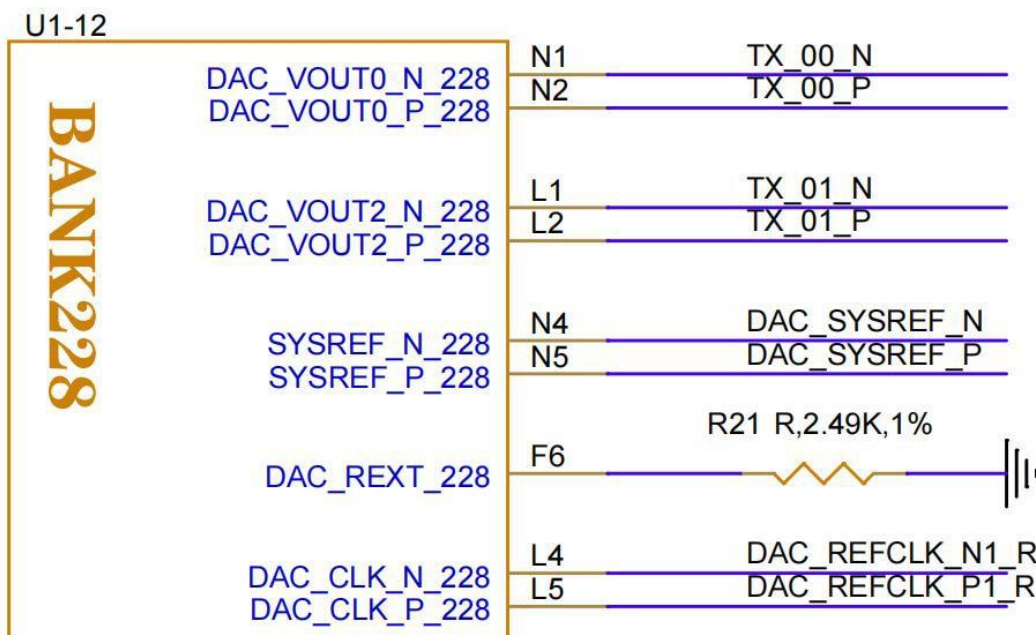 U1-12
BANK228
DAC_VOUT0_N_228 N1 TX_00_N
DAC_VOUT0_P_228 N2 TX_00_P
DAC_VOUT2_N_228 L1 TX_01_N
DAC_VOUT2_P_228 L2 TX_01_P
SYSREF_N_228 N4 DAC_SYSREF_N
SYSREF_P_228 N5 DAC_SYSREF_P
R21 R,2.49K,1%
DAC_REXT_228 F6
DAC_CLK_N_228 L4 DAC_REFCLK_N1_R
DAC_CLK_P_228 L5 DAC_REFCLK_P1_R